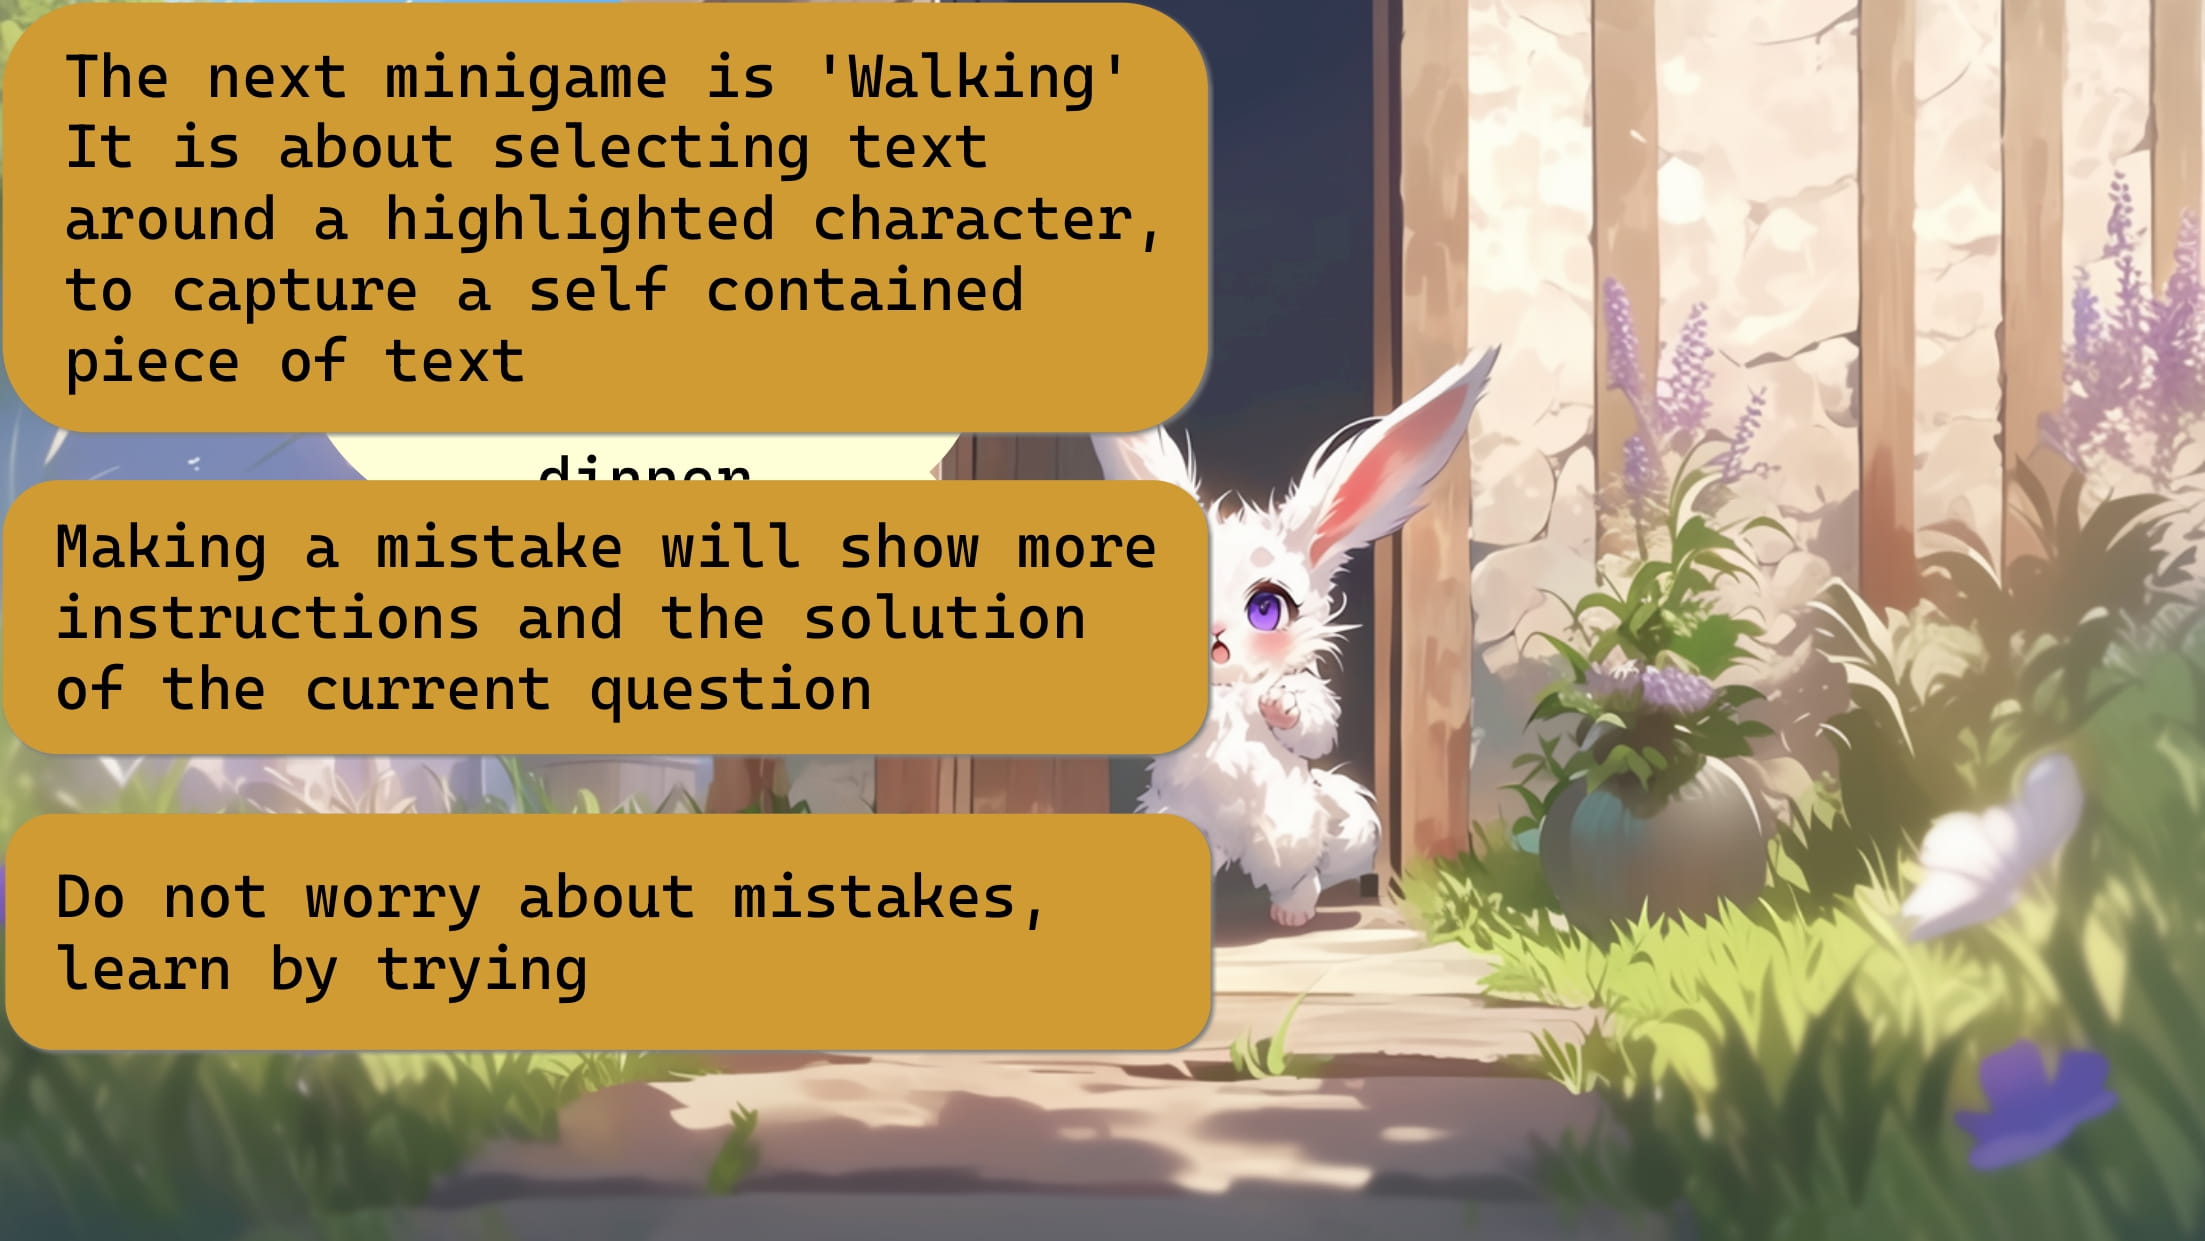 The next minigame is 'Walking'
It is about selecting text
around a highlighted character,
to capture a self contained
piece of text
dinner
Making a mistake will show more
instructions and the solution
of the current question
Do not worry about mistakes,
learn by trying